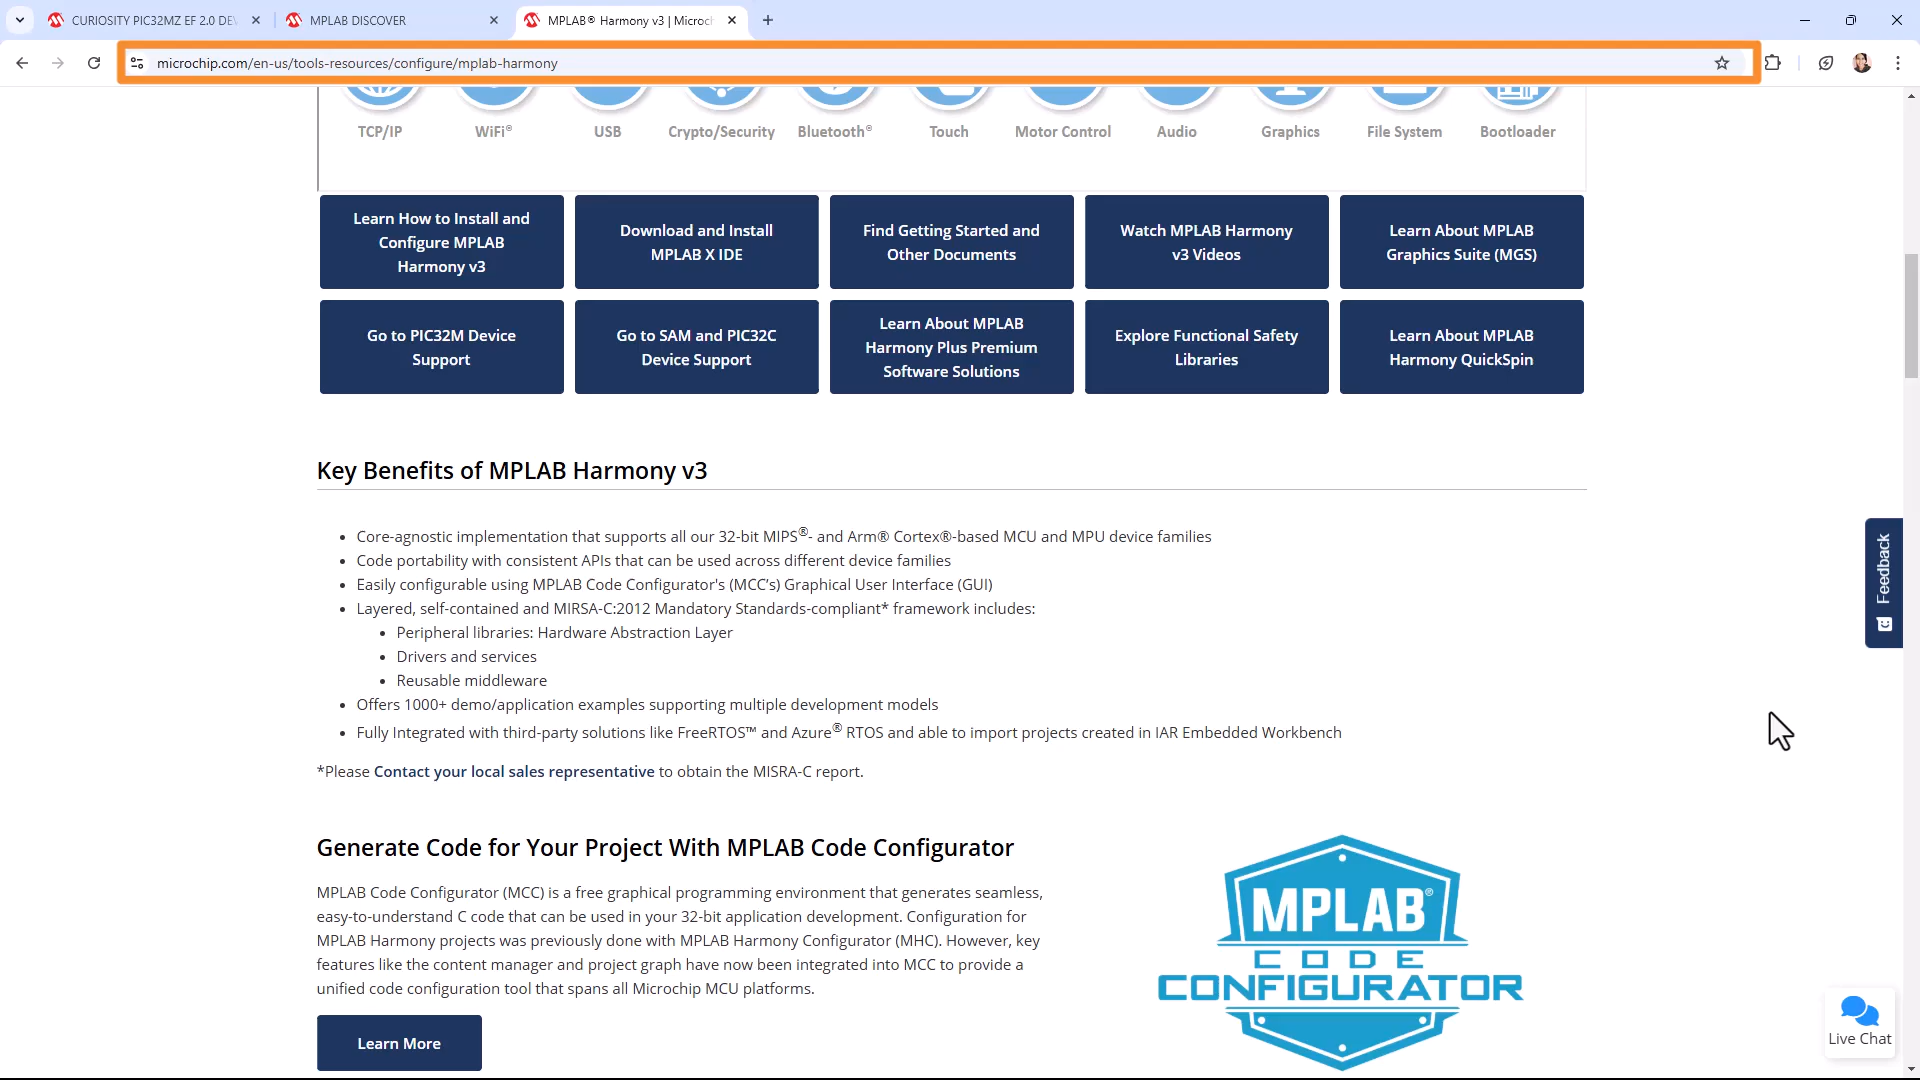 CURIOSITY PIC32MZ EF 2.0 DE
MPLAB DISCOVER
MPLAB® Harmony v3 | Microc
microchip.com/en-us/tools-resources/configure/mplab-harmony
TCP/IP
WiFi®
USB
Crypto/Security
Bluetooth®
Touch
Motor Control
Audio
Graphics
File System
Bootloader
Learn How to Install and
Configure MPLAB
Harmony v3
Download and Install
MPLAB X IDE
Find Getting Started and
Other Documents
Watch MPLAB Harmony
v3 Videos
Learn About MPLAB
Graphics Suite (MGS)
Go to PIC32M Device
Support
Go to SAM and PIC32C
Device Support
Learn About MPLAB
Harmony Plus Premium
Software Solutions
Explore Functional Safety
Libraries
Learn About MPLAB
Harmony QuickSpin
Key Benefits of MPLAB Harmony v3
• Core-agnostic implementation that supports all our 32-bit MIPS®- and Arm® Cortex®-based MCU and MPU device families
• Code portability with consistent APIs that can be used across different device families
• Easily configurable using MPLAB Code Configurator's (MCC’s) Graphical User Interface (GUI)
• Layered, self-contained and MIRSA-C:2012 Mandatory Standards-compliant* framework includes:
• Peripheral libraries: Hardware Abstraction Layer
• Drivers and services
• Reusable middleware
• Offers 1000+ demo/application examples supporting multiple development models
• Fully Integrated with third-party solutions like FreeRTOS™ and Azure® RTOS and able to import projects created in IAR Embedded Workbench
*Please Contact your local sales representative to obtain the MISRA-C report.
Generate Code for Your Project With MPLAB Code Configurator
MPLAB Code Configurator (MCC) is a free graphical programming environment that generates seamless,
easy-to-understand C code that can be used in your 32-bit application development. Configuration for
MPLAB Harmony projects was previously done with MPLAB Harmony Configurator (MHC). However, key
features like the content manager and project graph have now been integrated into MCC to provide a
unified code configuration tool that spans all Microchip MCU platforms.
Learn More
MPLAB®
CODE
CONFIGURATOR
Feedback
Live Chat